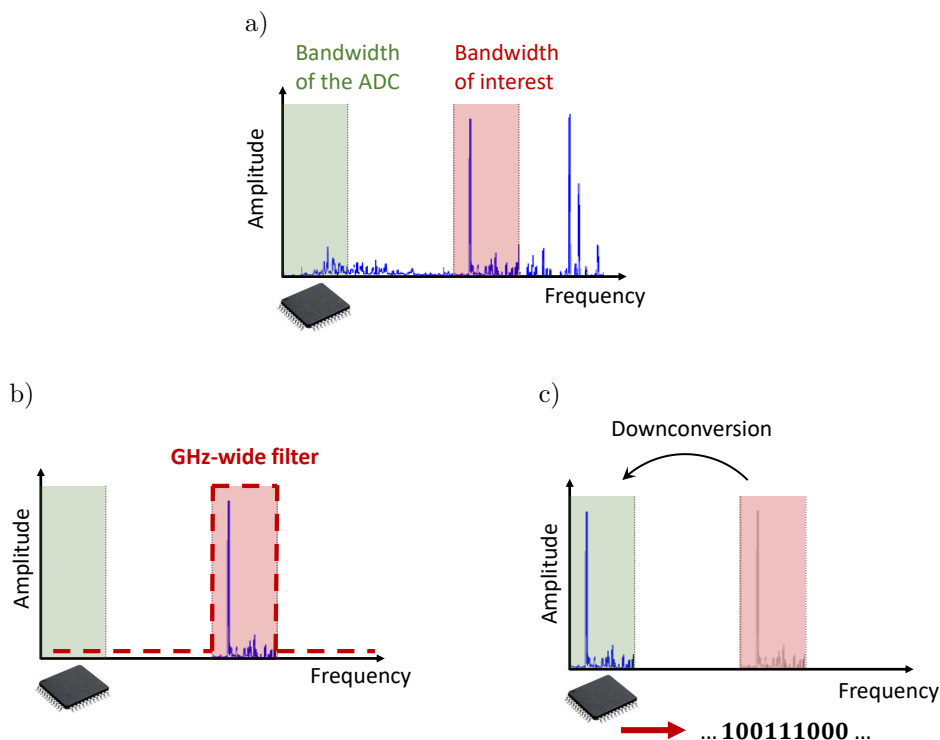 a)
Bandwidth
of the ADC
Bandwidth
of interest
Amplitude
Frequency
b)
GHz-wide filter
Amplitude
Frequency
c)
Downconversion
Amplitude
Frequency
... 100111000 ...